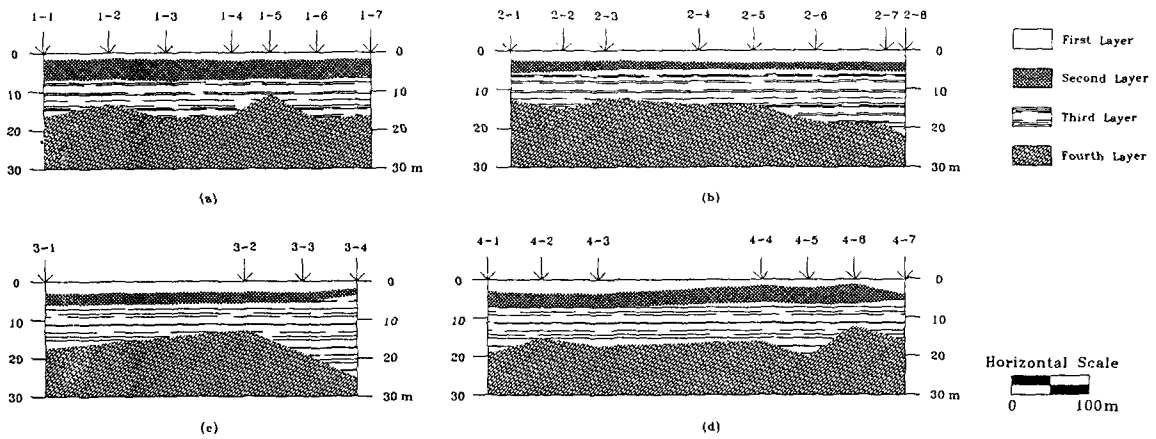 1-1 1-2 1-3 1-4 1-5 1-6 1-7
0 0
10 10
20 20
30 30 m
(a)
2-1 2-2 2-3 2-4 2-5 2-6 2-7 2-8
0 0
10 10
20 20
30 30 m
(b)
First Layer
Second Layer
Third Layer
Fourth Layer
3-1 3-2 3-3 3-4
0 0
10 10
20 20
30 30 m
(c)
4-1 4-2 4-3 4-4 4-5 4-6 4-7
0 0
10 10
20 20
30 30 m
(d)
Horizontal Scale
0 100m